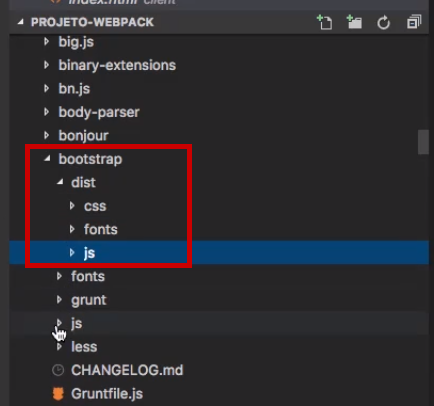 index.html client
PROJETO-WEBPACK
big.js
binary-extensions
bn.js
body-parser
bonjour
bootstrap
dist
css
fonts
js
fonts
grunt
js
less
CHANGELOG.md
Gruntfile.js